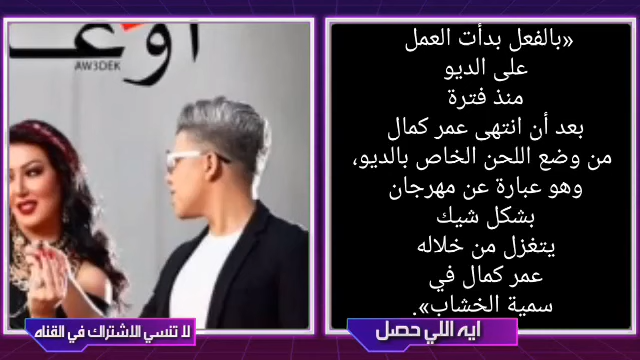 أوعد
AW3DEK
«بالفعل بدأت العمل
على الديو
منذ فترة
بعد أن انتهى عمر كمال
من وضع اللحن الخاص بالديو،
وهو عبارة عن مهرجان
بشكل شيك
يتغزل من خلاله
عمر كمال في
سمية الخشاب».
لا تنسي الاشتراك في القناه
ايه اللي حصل